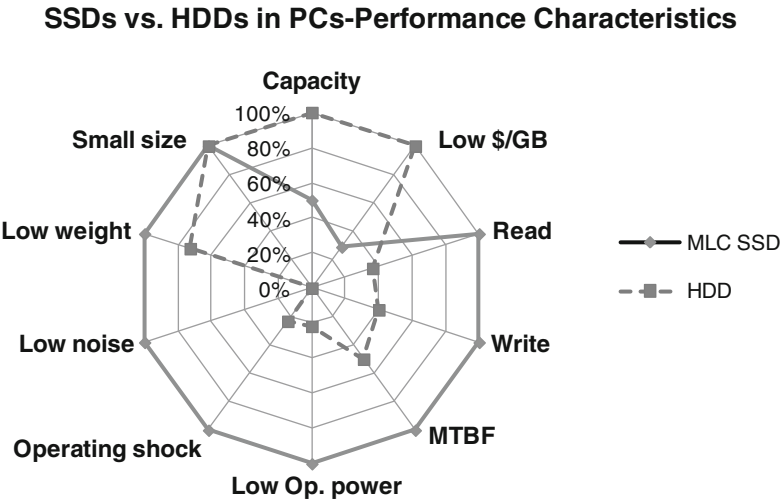 SSDs vs. HDDs in PCs-Performance Characteristics
Capacity
100%
Small size
Low $/GB
80%
60%
Low weight
40%
Read
MLC SSD
20%
0%
HDD
Low noise
Write
Operating shock
MTBF
Low Op. power